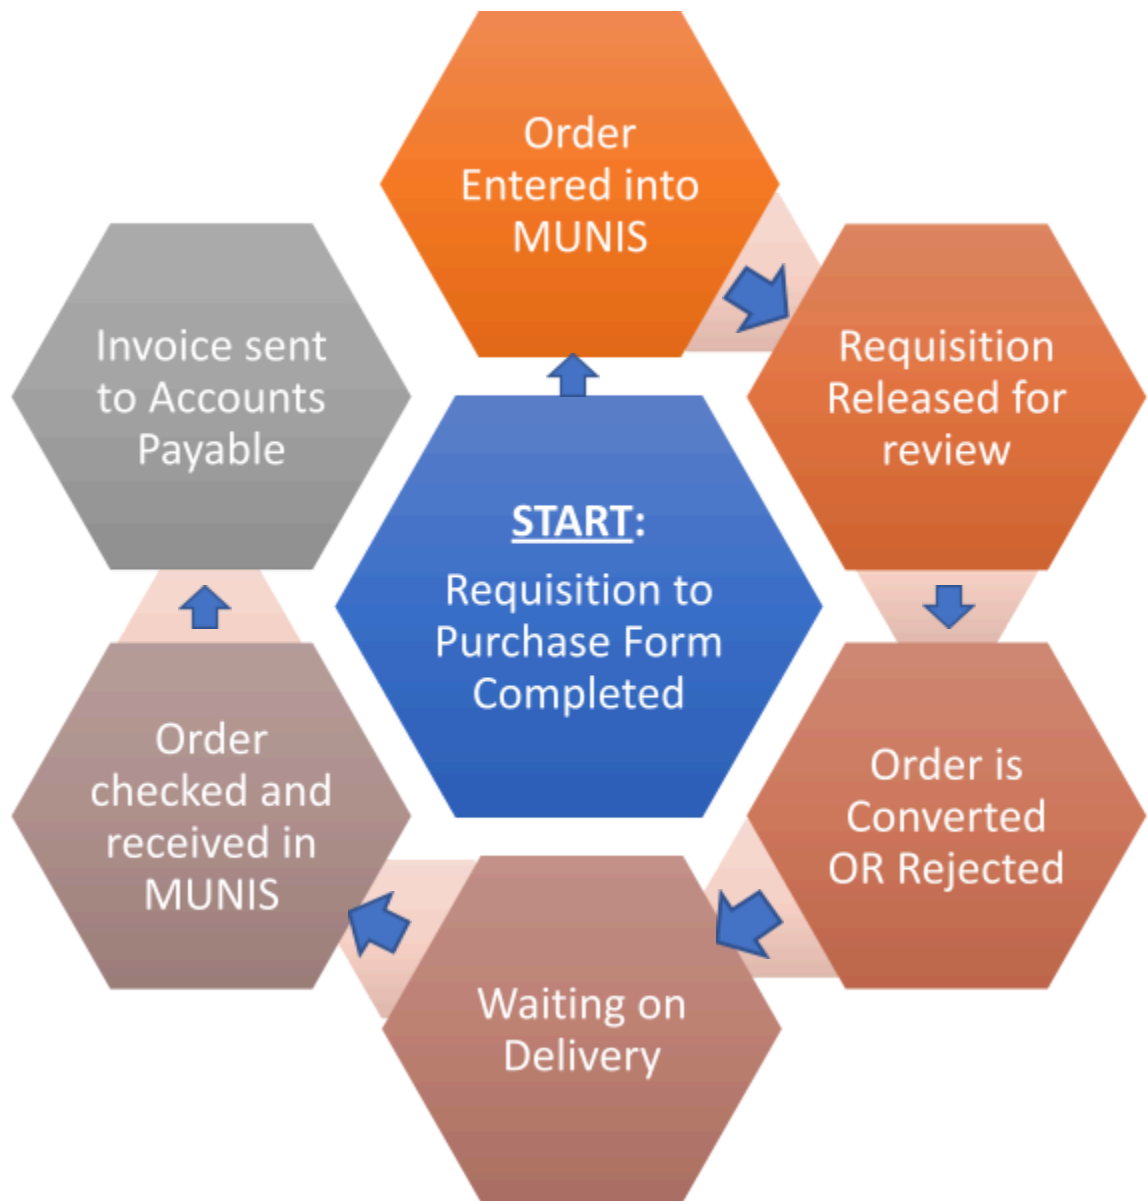 START:
Requisition to
Purchase Form
Completed
Order
Entered into
MUNIS
Requisition
Released for
review
Order is
Converted
OR Rejected
Waiting on
Delivery
Order
checked and
received in
MUNIS
Invoice sent
to Accounts
Payable